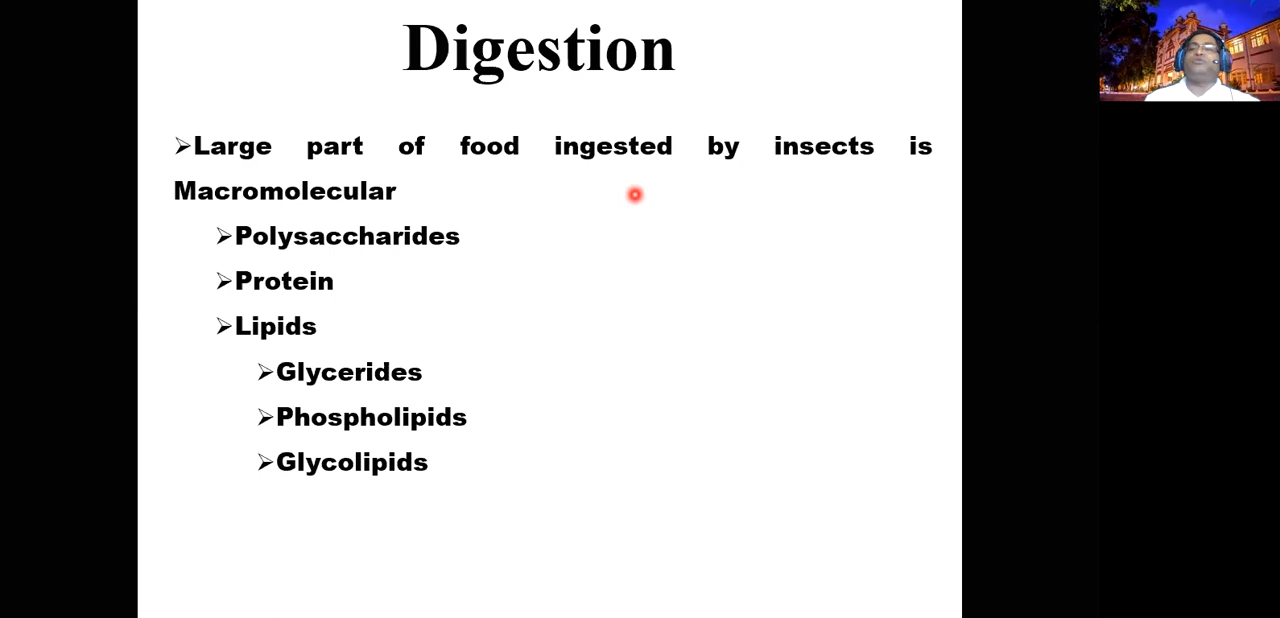 Digestion
➢Large part of food ingested by insects is
Macromolecular
➢Polysaccharides
➢Protein
➢Lipids
➢Glycerides
➢Phospholipids
➢Glycolipids